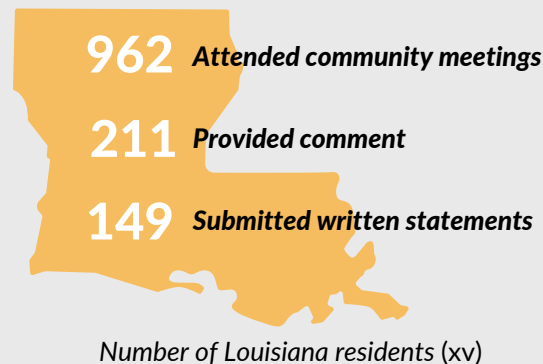 962 Attended community meetings
211 Provided comment
149 Submitted written statements
Number of Louisiana residents (xv)